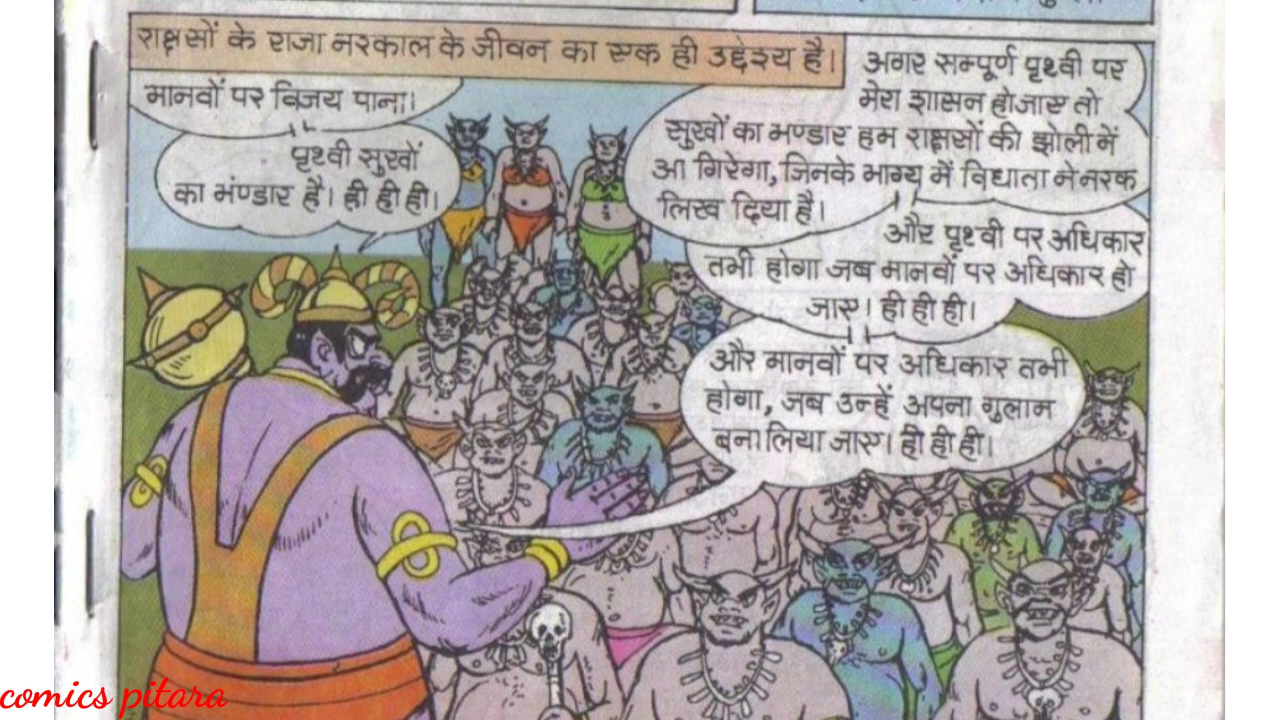 राक्षसों के राजा नरकाल के जीवन का एक ही उद्देश्य है।
मानवों पर विजय पाना।
पृथ्वी सुखों
का भंण्डार है। ही ही ही।
अगर सम्पूर्ण पृथ्वी पर
मेरा शासन होजाए तो
सुखों का भण्डार हम राक्षसों की झोली में
आ गिरेगा, जिनके भाग्य में विधाता ने नरक
लिख दिया है।
और पृथ्वी पर अधिकार
तभी होगा जब मानवों पर अधिकार हो
जाए। ही ही ही।
और मानवों पर अधिकार तभी
होगा, जब उन्हें अपना गुलाम
बना लिया जाए। ही ही ही।
comics pitara